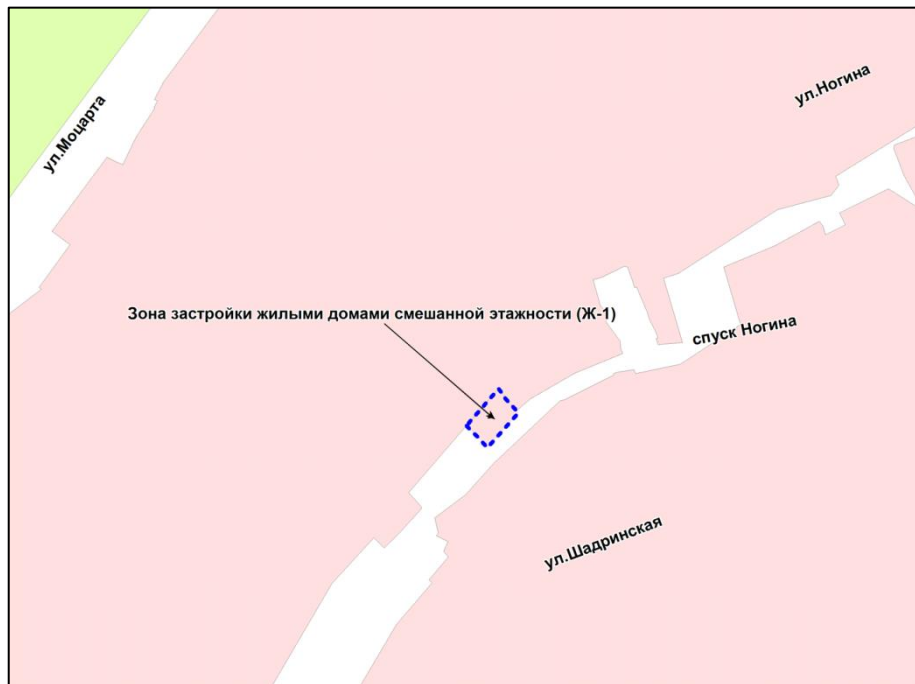 ул.Ногина
ул.Моцарта
Зона застройки жилыми домами смешанной этажности (Ж-1)
спуск Ногина
ул.Шадринская